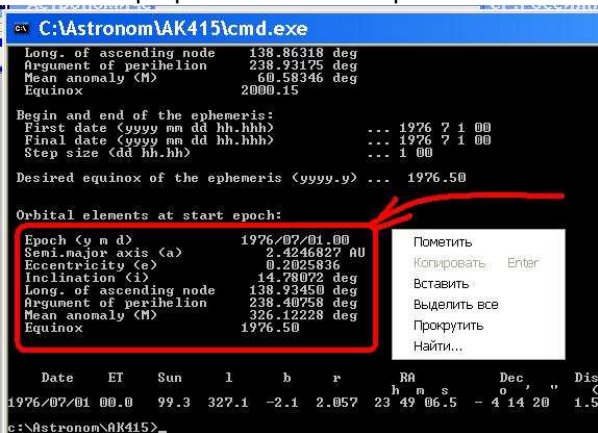 C:\Astronom\AK415\cmd.exe
Long. of ascending node 138.86318 deg
Argument of perihelion 238.93175 deg
Mean anomaly (M) 60.58346 deg
Equinox 2000.15
Begin and end of the ephemeris:
First date (yyyy mm dd hh.hhh) ... 1976 7 1 00
Final date (yyyy mm dd hh.hhh) ... 1976 7 1 00
Step size (dd hh.hh) ... 1 00
Desired equinox of the ephemeris (yyyy.y) ... 1976.50
Orbital elements at start epoch:
Epoch (y m d) 1976/07/01.00
Semi.major axis (a) 2.4246827 AU
Eccentricity (e) 0.2025836
Inclination (i) 14.78072 deg
Long. of ascending node 138.93450 deg
Argument of perihelion 238.40758 deg
Mean anomaly (M) 326.12228 deg
Equinox 1976.50
Пометить
Копировать Enter
Вставить
Выделить все
Прокрутить
Найти...
Date ET Sun l b r RA Dec Dis
h m s o ' " (
1976/07/01 00.0 99.3 327.1 -2.1 2.057 23 49 06.5 - 4 14 20 1.5
c:\Astronom\AK415>_